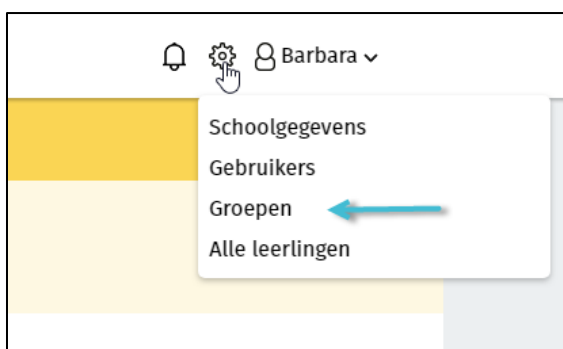 Barbara
Schoolgegevens
Gebruikers
Groepen
Alle leerlingen